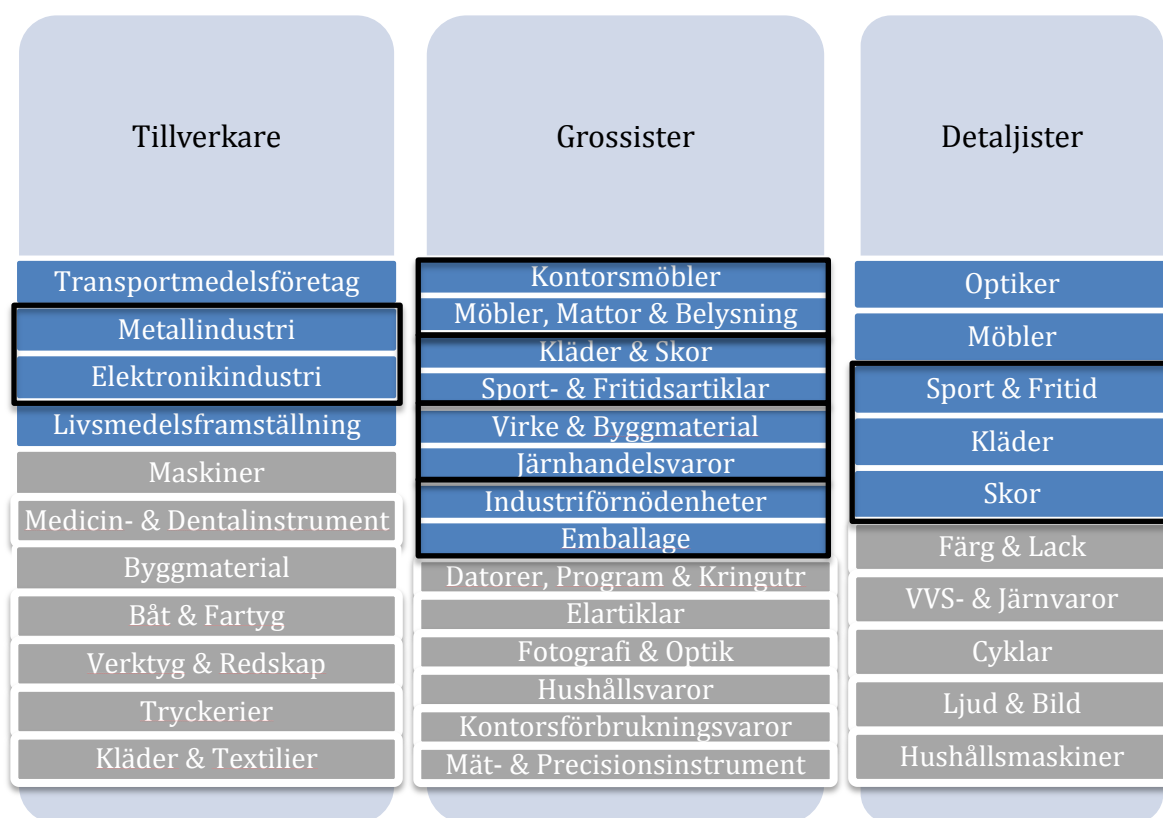 Tillverkare
Transportmedelsföretag
Metallindustri
Elektronikindustri
Livsmedelsframställning
Maskiner
Medicin- & Dentalinstrument
Byggmaterial
Båt & Fartyg
Verktyg & Redskap
Tryckerier
Kläder & Textilier
Grossister
Kontorsmöbler
Möbler, Mattor & Belysning
Kläder & Skor
Sport- & Fritidsartiklar
Virke & Byggmaterial
Järnhandelsvaror
Industriförnödenheter
Emballage
Datorer, Program & Kringutr
Elartiklar
Fotografi & Optik
Hushållsvaror
Kontorsförbrukningsvaror
Mät- & Precisionsinstrument
Detaljister
Optiker
Möbler
Sport & Fritid
Kläder
Skor
Färg & Lack
VVS- & Järnvaror
Cyklar
Ljud & Bild
Hushållsmaskiner